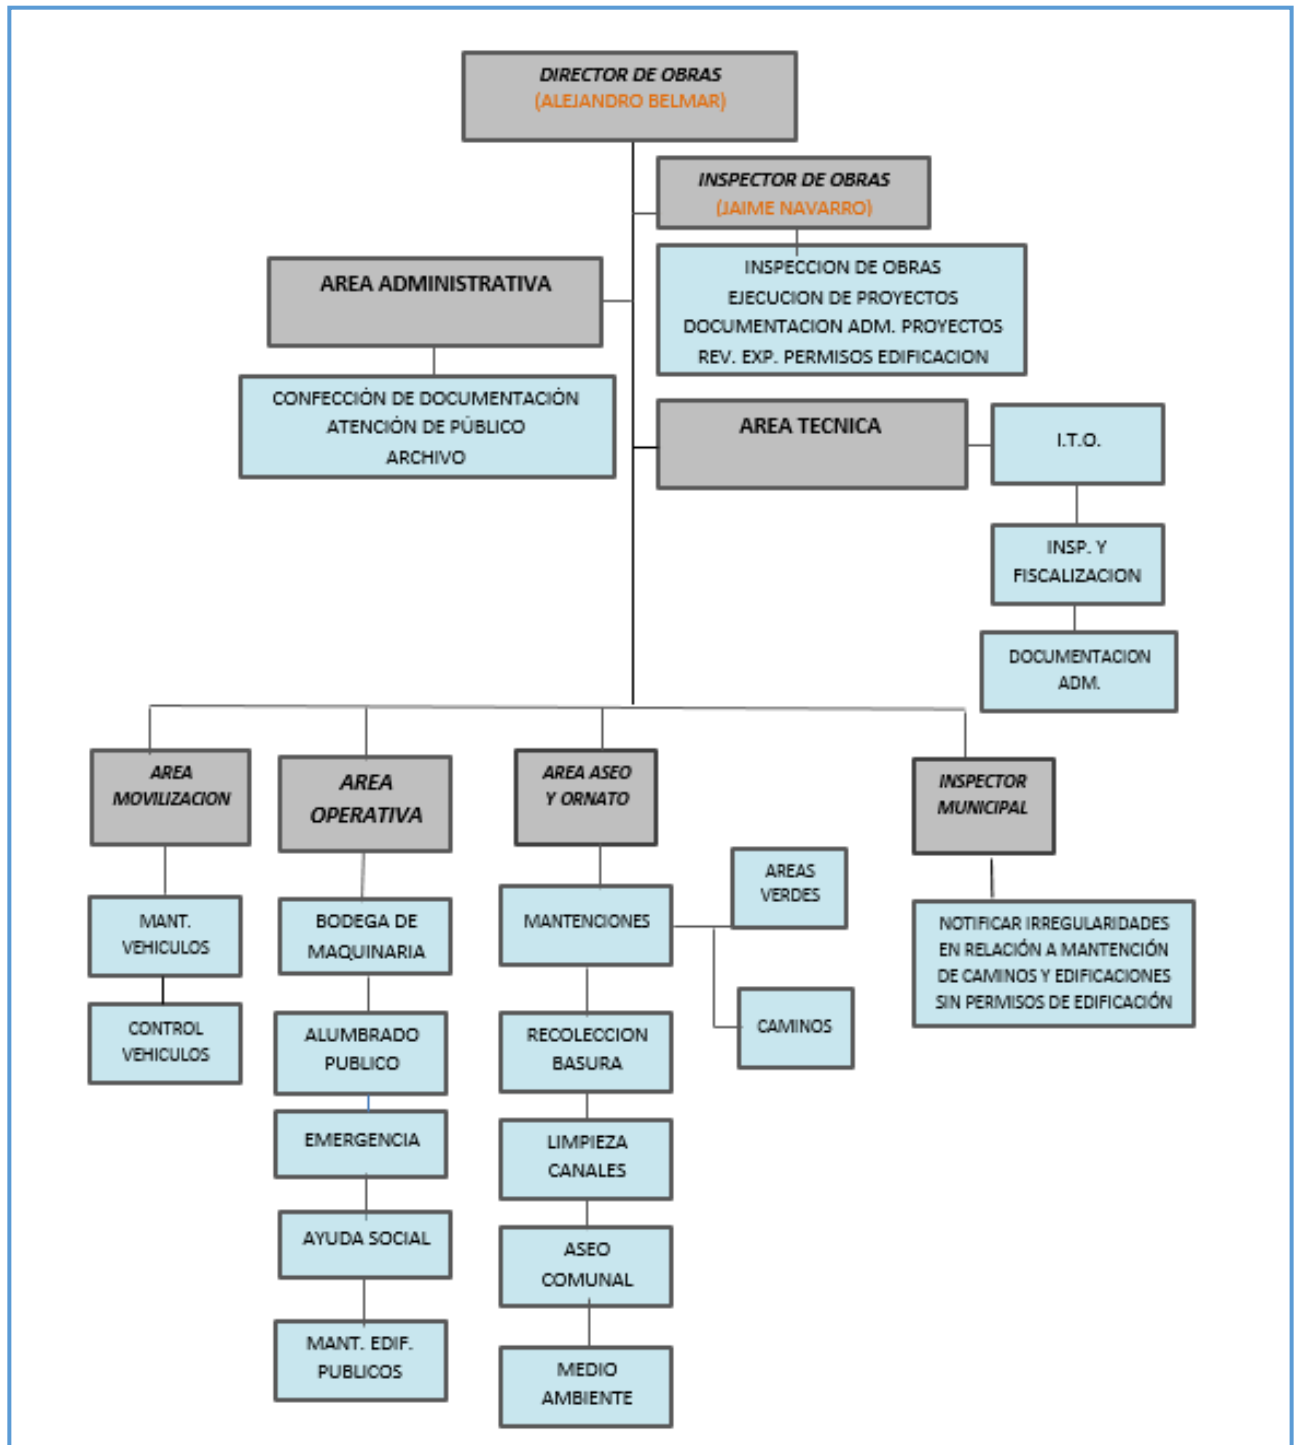 DIRECTOR DE OBRAS
(ALEJANDRO BELMAR)
INSPECTOR DE OBRAS
(JAIME NAVARRO)
INSPECCION DE OBRAS
EJECUCION DE PROYECTOS
DOCUMENTACION ADM. PROYECTOS
REV. EXP. PERMISOS EDIFICACION
AREA ADMINISTRATIVA
CONFECCIÓN DE DOCUMENTACIÓN
ATENCIÓN DE PÚBLICO
ARCHIVO
AREA TECNICA
I.T.O.
INSP. Y
FISCALIZACION
DOCUMENTACION
ADM.
AREA
MOVILIZACION
MANT.
VEHICULOS
CONTROL
VEHICULOS
AREA
OPERATIVA
BODEGA DE
MAQUINARIA
ALUMBRADO
PUBLICO
EMERGENCIA
AYUDA SOCIAL
MANT. EDIF.
PUBLICOS
AREA ASEO
Y ORNATO
MANTENCIONES
AREAS
VERDES
CAMINOS
RECOLECCION
BASURA
LIMPIEZA
CANALES
ASEO
COMUNAL
MEDIO
AMBIENTE
INSPECTOR
MUNICIPAL
NOTIFICAR IRREGULARIDADES
EN RELACIÓN A MANTENCIÓN
DE CAMINOS Y EDIFICACIONES
SIN PERMISOS DE EDIFICACIÓN